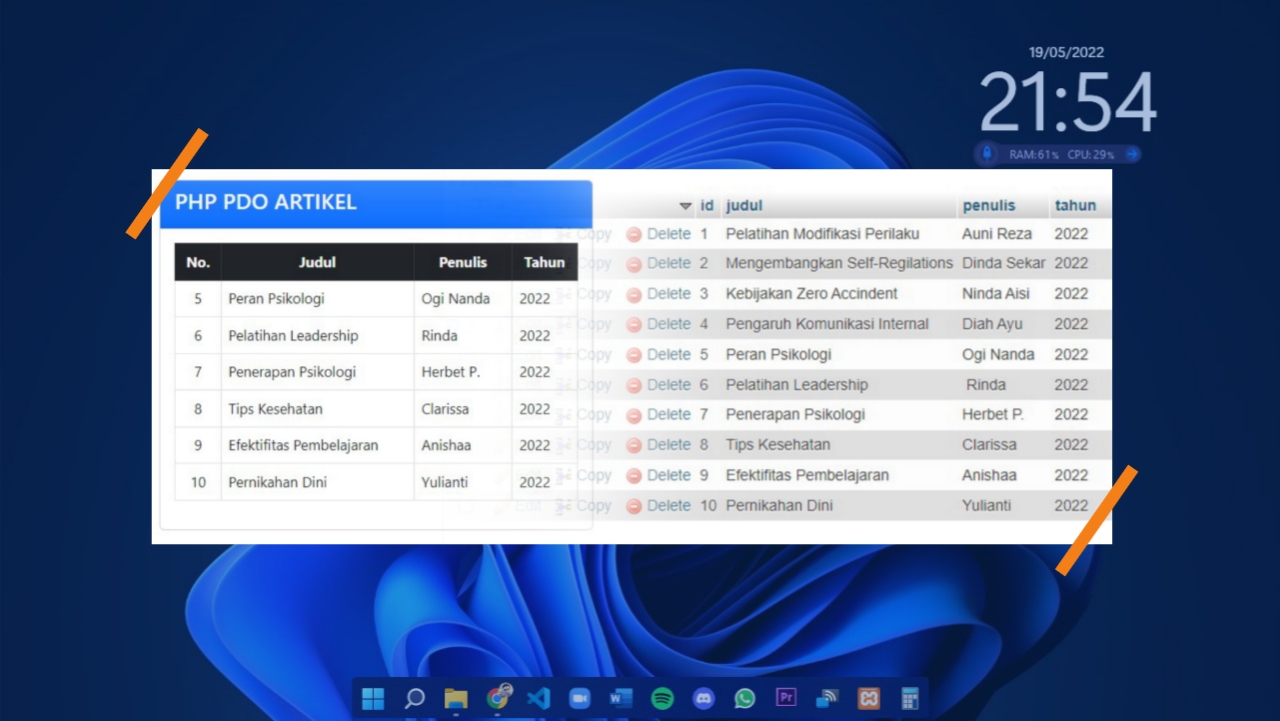 19/05/2022
21:54
RAM:61% CPU:29%
PHP PDO ARTIKEL
No. Judul Penulis Tahun
5 Peran Psikologi Ogi Nanda 2022
6 Pelatihan Leadership Rinda 2022
7 Penerapan Psikologi Herbet P. 2022
8 Tips Kesehatan Clarissa 2022
9 Efektifitas Pembelajaran Anishaa 2022
10 Pernikahan Dini Yulianti 2022
id judul penulis tahun
Copy Delete 1 Pelatihan Modifikasi Perilaku Auni Reza 2022
Copy Delete 2 Mengembangkan Self-Regilations Dinda Sekar 2022
Copy Delete 3 Kebijakan Zero Accindent Ninda Aisi 2022
Copy Delete 4 Pengaruh Komunikasi Internal Diah Ayu 2022
Copy Delete 5 Peran Psikologi Ogi Nanda 2022
Copy Delete 6 Pelatihan Leadership Rinda 2022
Copy Delete 7 Penerapan Psikologi Herbet P. 2022
Copy Delete 8 Tips Kesehatan Clarissa 2022
Copy Delete 9 Efektifitas Pembelajaran Anishaa 2022
Edit Copy Delete 10 Pernikahan Dini Yulianti 2022
W Pr